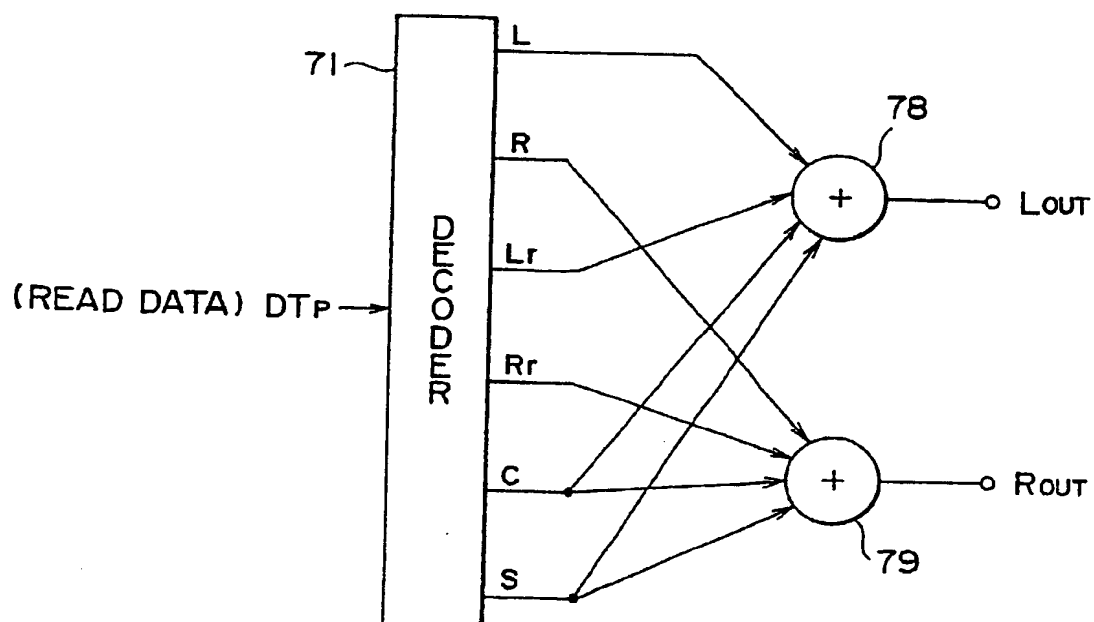 L
71
78
R
LOUT
DECODER
Lr
(READ DATA) DTP
Rr
C
ROUT
79
S
+
+